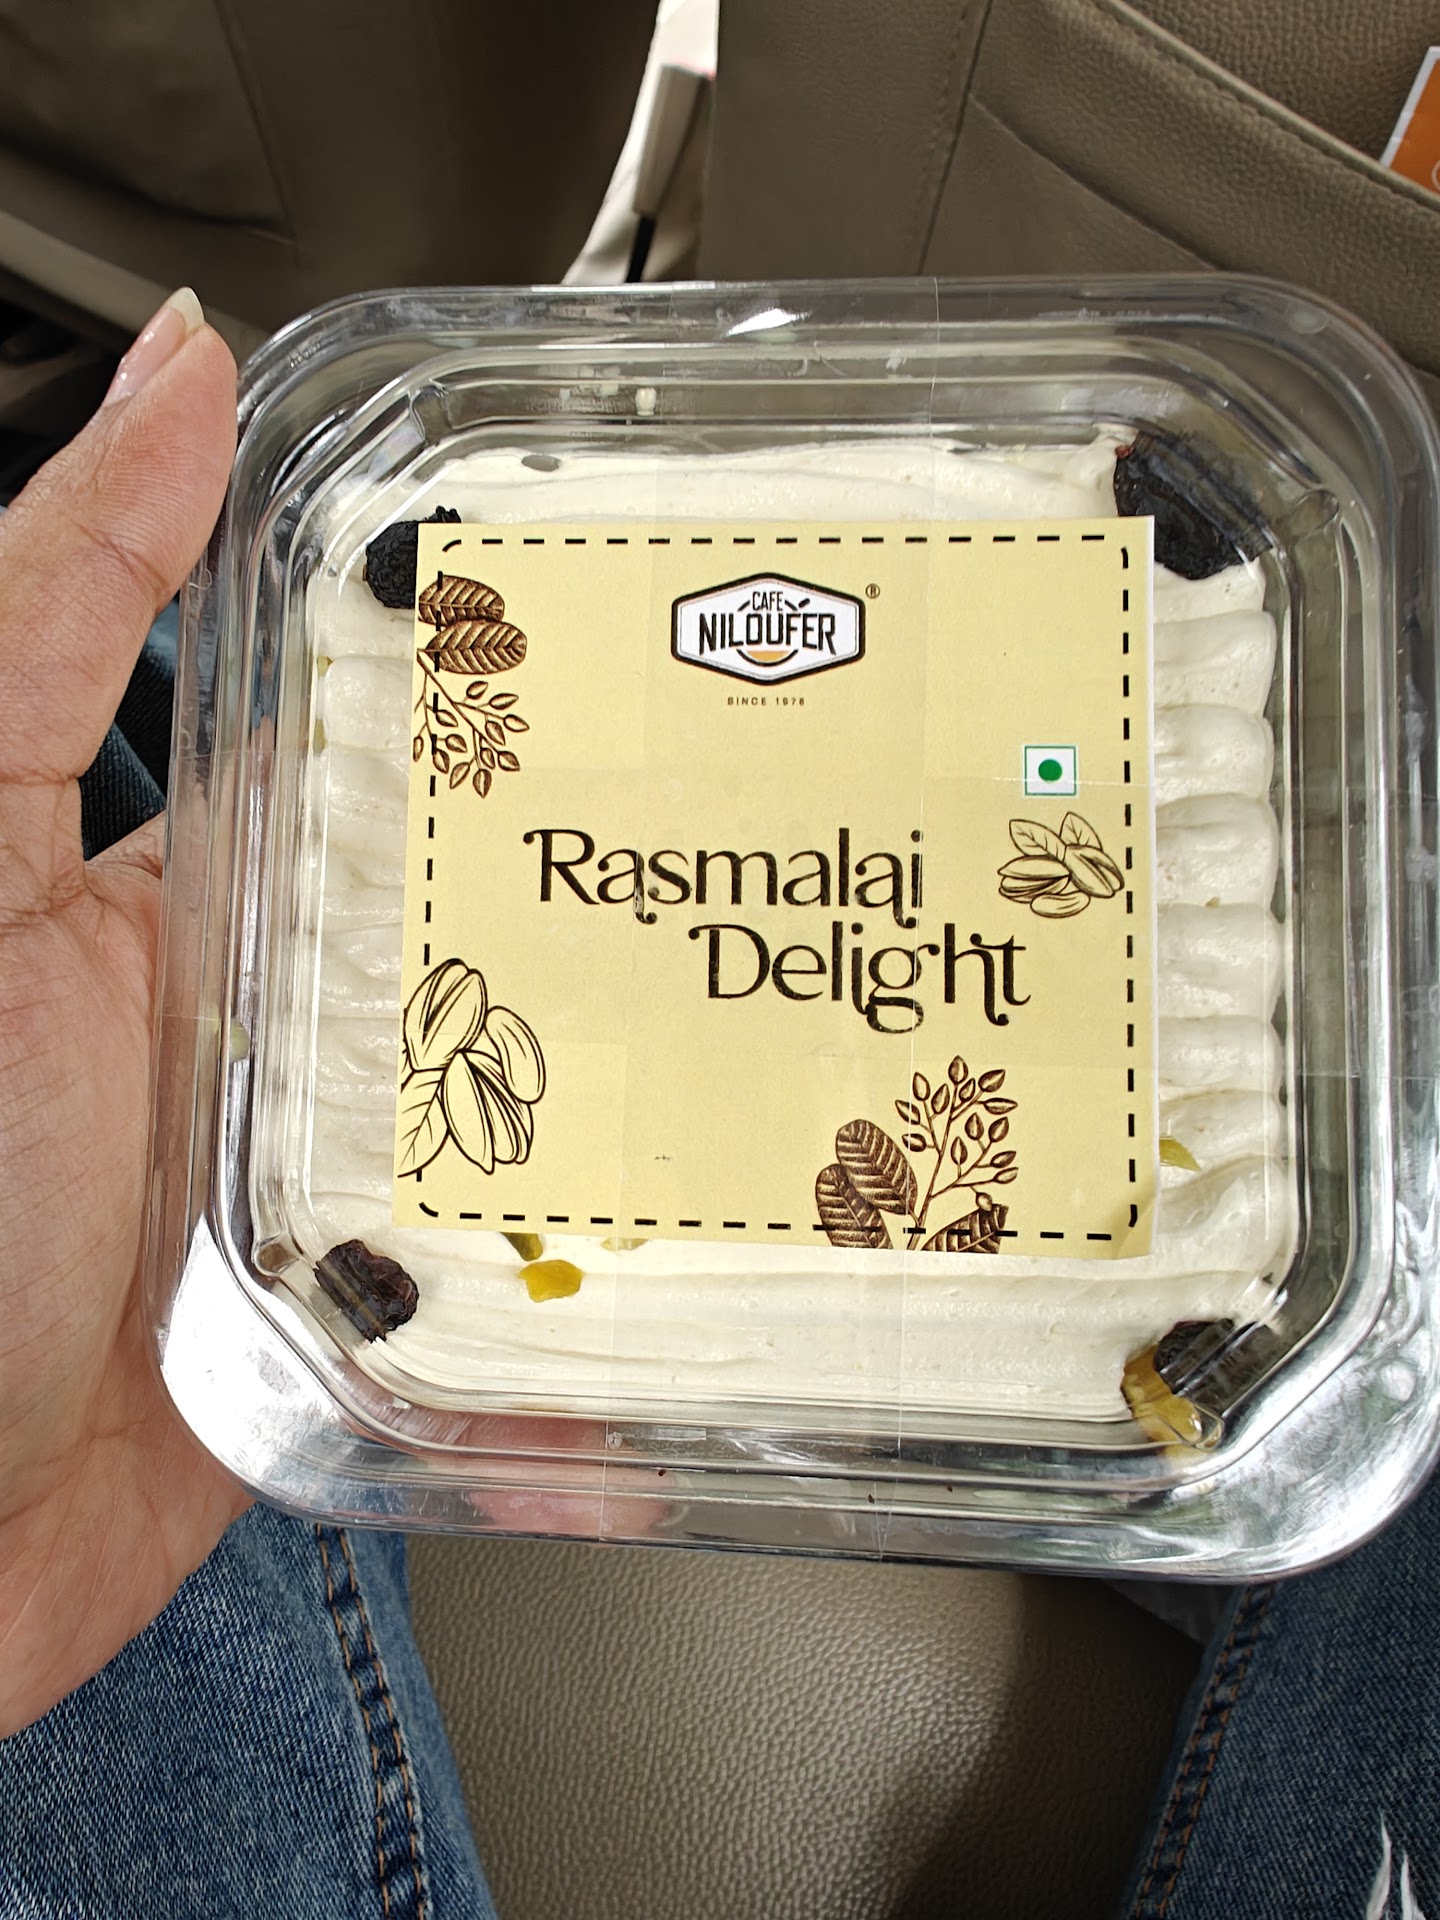 CAFE
NILOUFER
®
SINCE 1978
Rasmalai
Delight